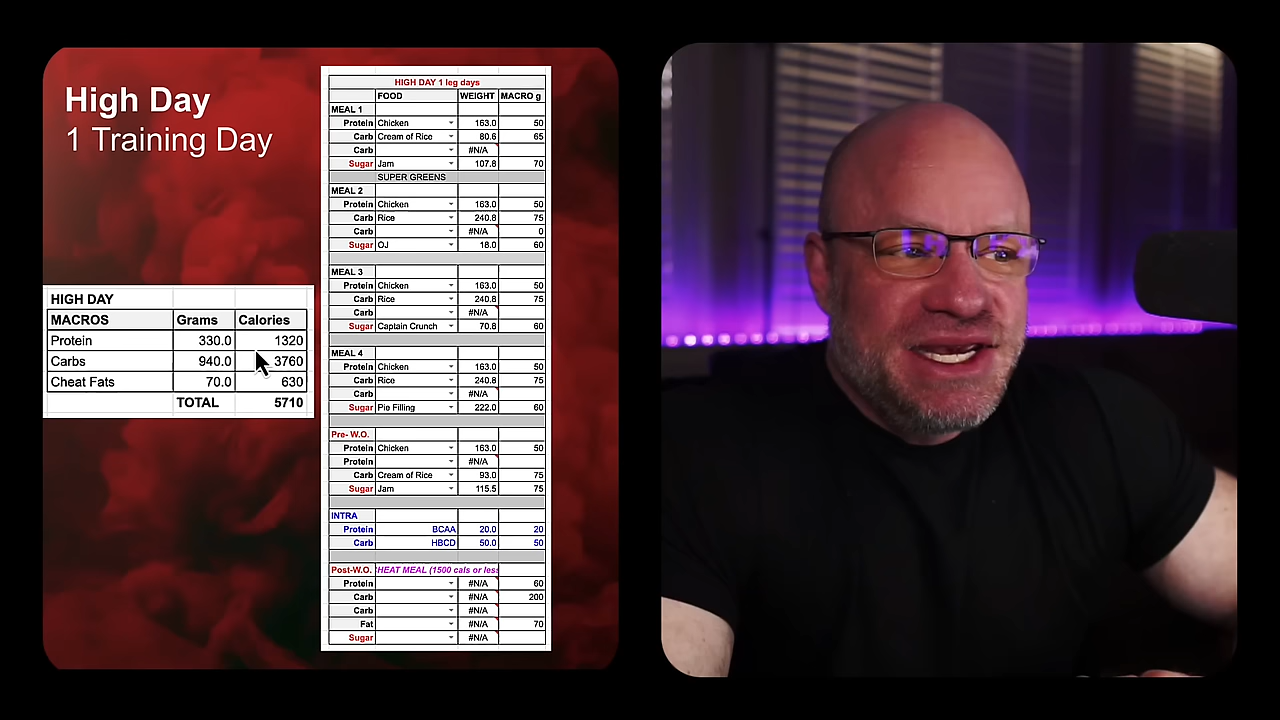 High Day
1 Training Day
HIGH DAY
MACROS Grams Calories
Protein 330.0 1320
Carbs 940.0 3760
Cheat Fats 70.0 630
TOTAL 5710
HIGH DAY 1 leg days
FOOD WEIGHT MACRO g
MEAL 1
Protein Chicken 163.0 50
Carb Cream of Rice 80.6 65
Carb #N/A
Sugar Jam 107.8 70
SUPER GREENS
MEAL 2
Protein Chicken 163.0 50
Carb Rice 240.8 75
Carb #N/A 0
Sugar OJ 18.0 60
MEAL 3
Protein Chicken 163.0 50
Carb Rice 240.8 75
Carb #N/A
Sugar Captain Crunch 70.8 60
MEAL 4
Protein Chicken 163.0 50
Carb Rice 240.8 75
Carb #N/A
Sugar Pie Filling 222.0 60
Pre- W.O.
Protein Chicken 163.0 50
Protein #N/A
Carb Cream of Rice 93.0 75
Sugar Jam 115.5 75
INTRA
Protein BCAA 20.0 20
Carb HBCD 50.0 50
Post-W.O. HEAT MEAL (1500 cals or less
Protein #N/A 60
Carb #N/A 200
Carb #N/A
Fat #N/A 70
Sugar #N/A